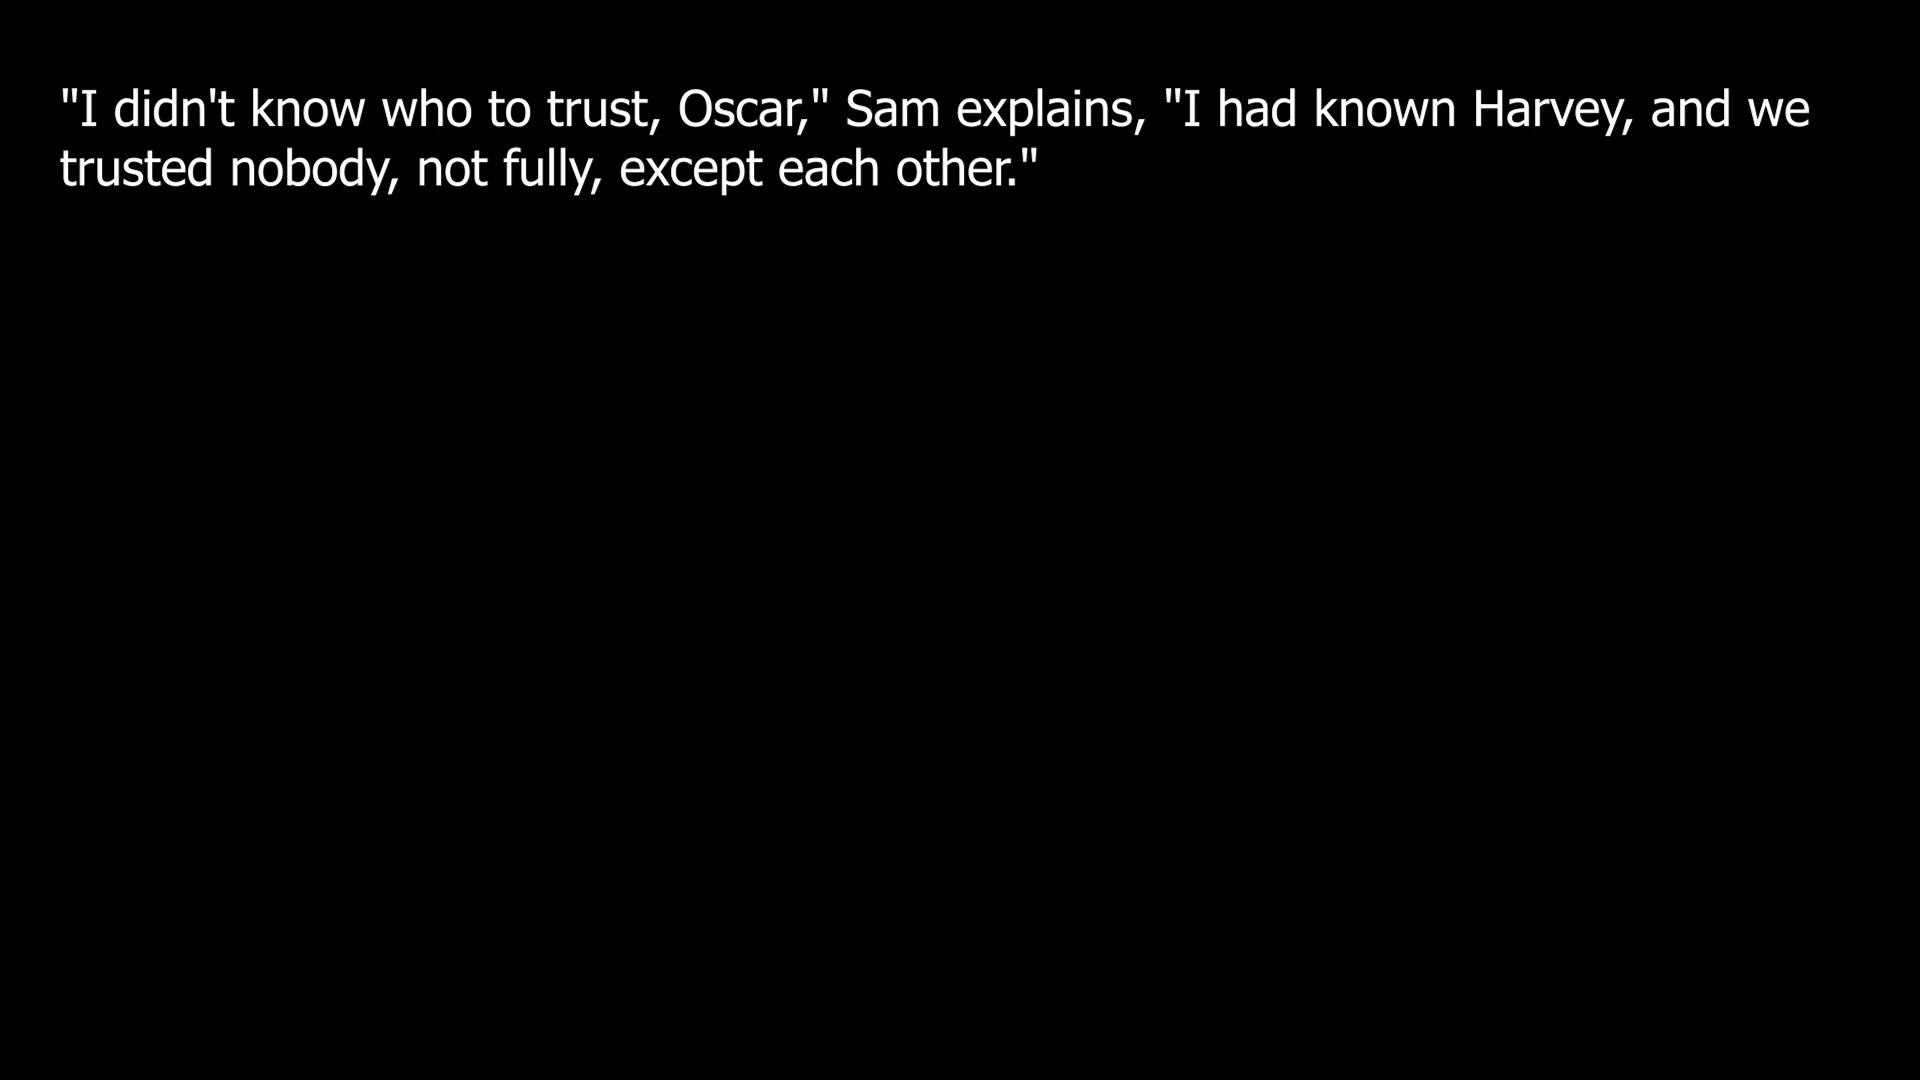 "I didn't know who to trust, Oscar," Sam explains, "I had known Harvey, and we
trusted nobody, not fully, except each other."